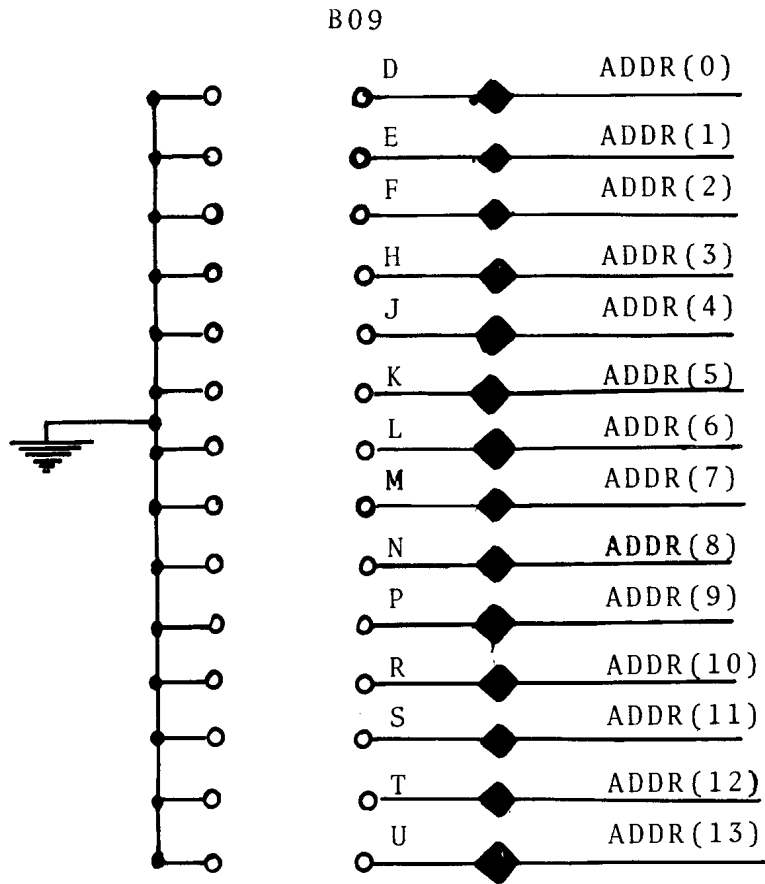 B09
D ADDR(0)
E ADDR(1)
F ADDR(2)
H ADDR(3)
J ADDR(4)
K ADDR(5)
L ADDR(6)
M ADDR(7)
N ADDR(8)
P ADDR(9)
R ADDR(10)
S ADDR(11)
T ADDR(12)
U ADDR(13)